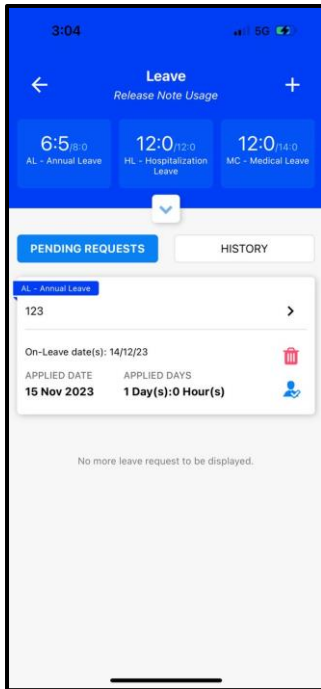 3:04
5G
Leave
Release Note Usage
6:5/8:0
AL - Annual Leave
12:0/12:0
HL - Hospitalization
Leave
12:0/14:0
MC - Medical Leave
PENDING REQUESTS
HISTORY
AL - Annual Leave
123
On-Leave date(s): 14/12/23
APPLIED DATE APPLIED DAYS
15 Nov 2023 1 Day(s):0 Hour(s)
No more leave request to be displayed.